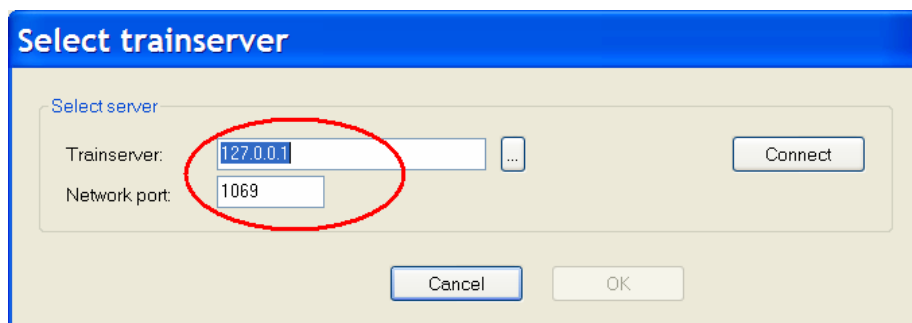 Select trainserver
Select server
Trainserver: 127.0.0.1 ... Connect
Network port: 1069
Cancel OK